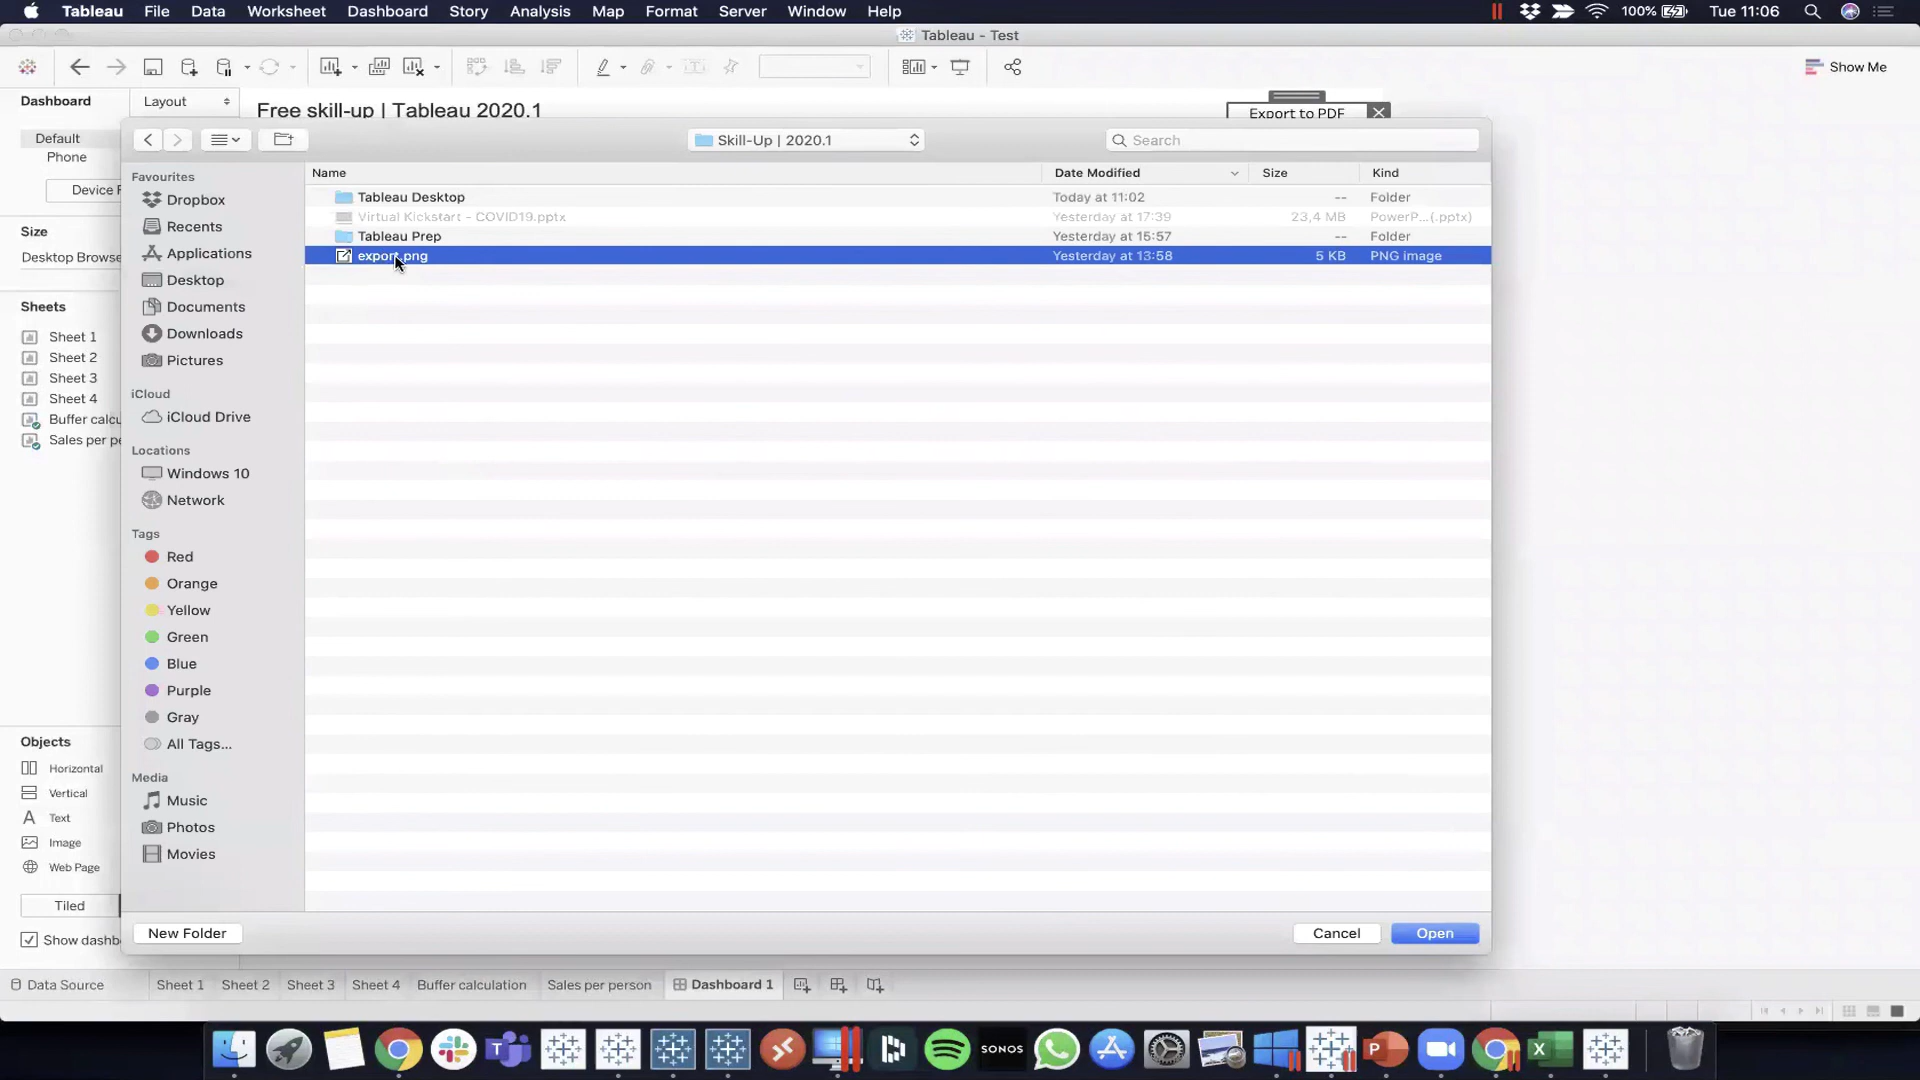 Tableau File Data Worksheet Dashboard Story Analysis Map Format Server Window Help 100% Tue 11:06
Tableau - Test
Show Me
Dashboard Layout
Free skill-up | Tableau 2020.1
Export to PDF
Default
Phone
Device
Size
Desktop Browse
Sheets
Sheet 1
Sheet 2
Sheet 3
Sheet 4
Buffer calcu
Sales per pe
Objects
Horizontal
Vertical
Text
Image
Web Page
Tiled
Show dashb
Skill-Up | 2020.1
Search
Favourites
Dropbox
Recents
Applications
Desktop
Documents
Downloads
Pictures
iCloud
iCloud Drive
Locations
Windows 10
Network
Tags
Red
Orange
Yellow
Green
Blue
Purple
Gray
All Tags...
Media
Music
Photos
Movies
Name Date Modified Size Kind
Tableau Desktop Today at 11:02 -- Folder
Virtual Kickstart - COVID19.pptx Yesterday at 17:39 23,4 MB PowerP...(.pptx)
Tableau Prep Yesterday at 15:57 -- Folder
export.png Yesterday at 13:58 5 KB PNG image
New Folder Cancel Open
Data Source Sheet 1 Sheet 2 Sheet 3 Sheet 4 Buffer calculation Sales per person Dashboard 1
SONOS